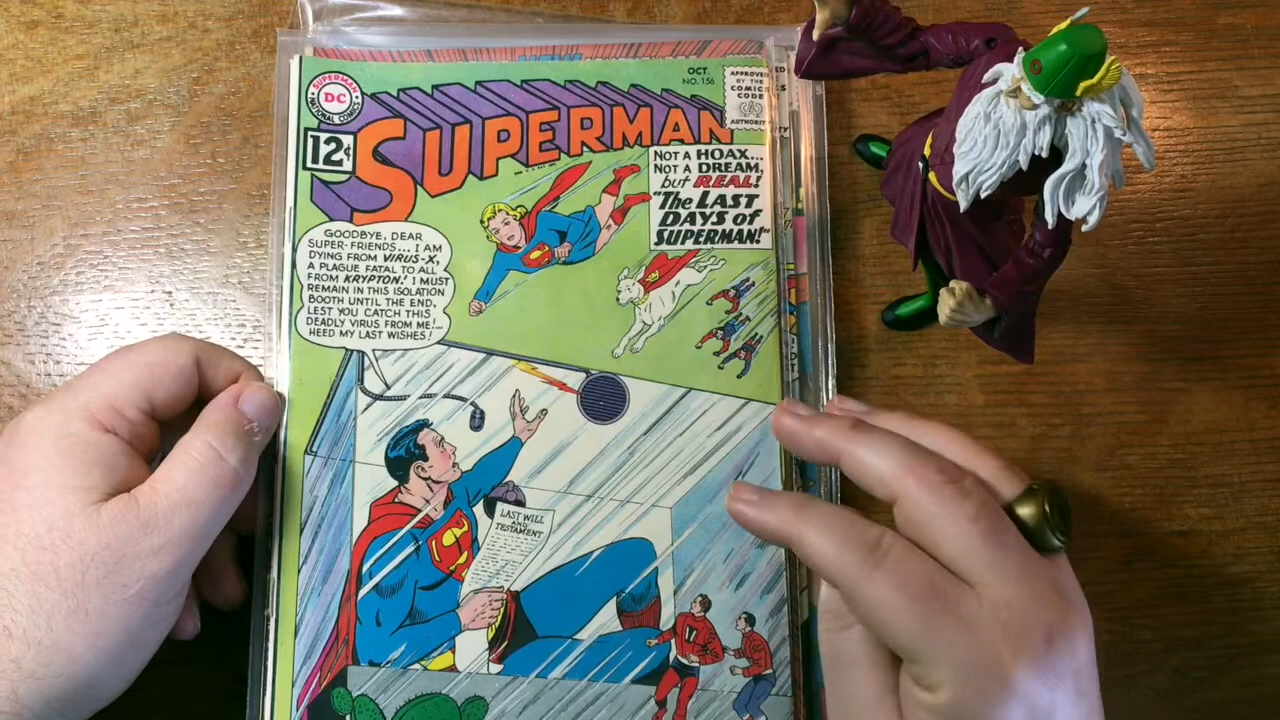 SUPERMAN
DC
NATIONAL COMICS
12¢
SUPERMAN
OCT.
NO. 156
APPROVED
BY THE
COMICS
CODE
CA
AUTHORITY
NOT A HOAX...
NOT A DREAM,
but REAL!
"The LAST
DAYS of
SUPERMAN!"
GOODBYE, DEAR
SUPER-FRIENDS... I AM
DYING FROM VIRUS-X,
A PLAGUE FATAL TO ALL
FROM KRYPTON! I MUST
REMAIN IN THIS ISOLATION
BOOTH UNTIL THE END,
LEST YOU CATCH THIS
DEADLY VIRUS FROM ME!...
HEED MY LAST WISHES!
S
LAST WILL
AND
TESTAMENT